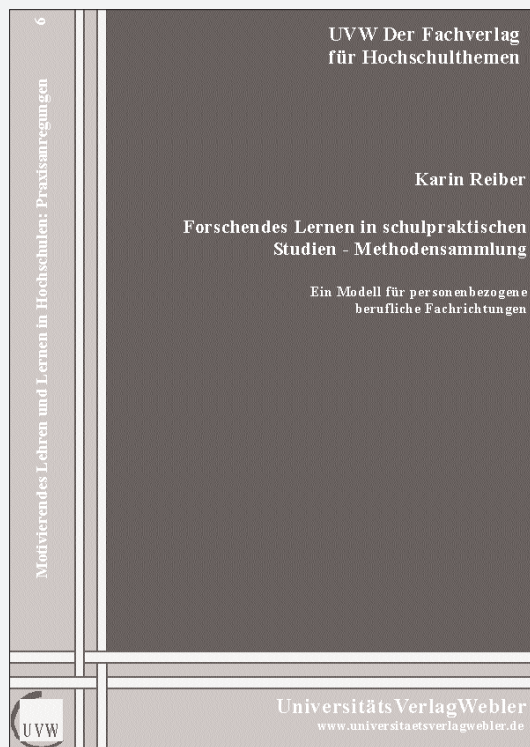 UVW Der Fachverlag
für Hochschulthemen
Karin Reiber
Forschendes Lernen in schulpraktischen
Studien - Methodensammlung
Ein Modell für personenbezogene
berufliche Fachrichtungen
Motivierendes Lehren und Lernen in Hochschulen: Praxisanregungen 6
UniversitätsVerlagWebler
www.universitaetsverlagwebler.de
UVW